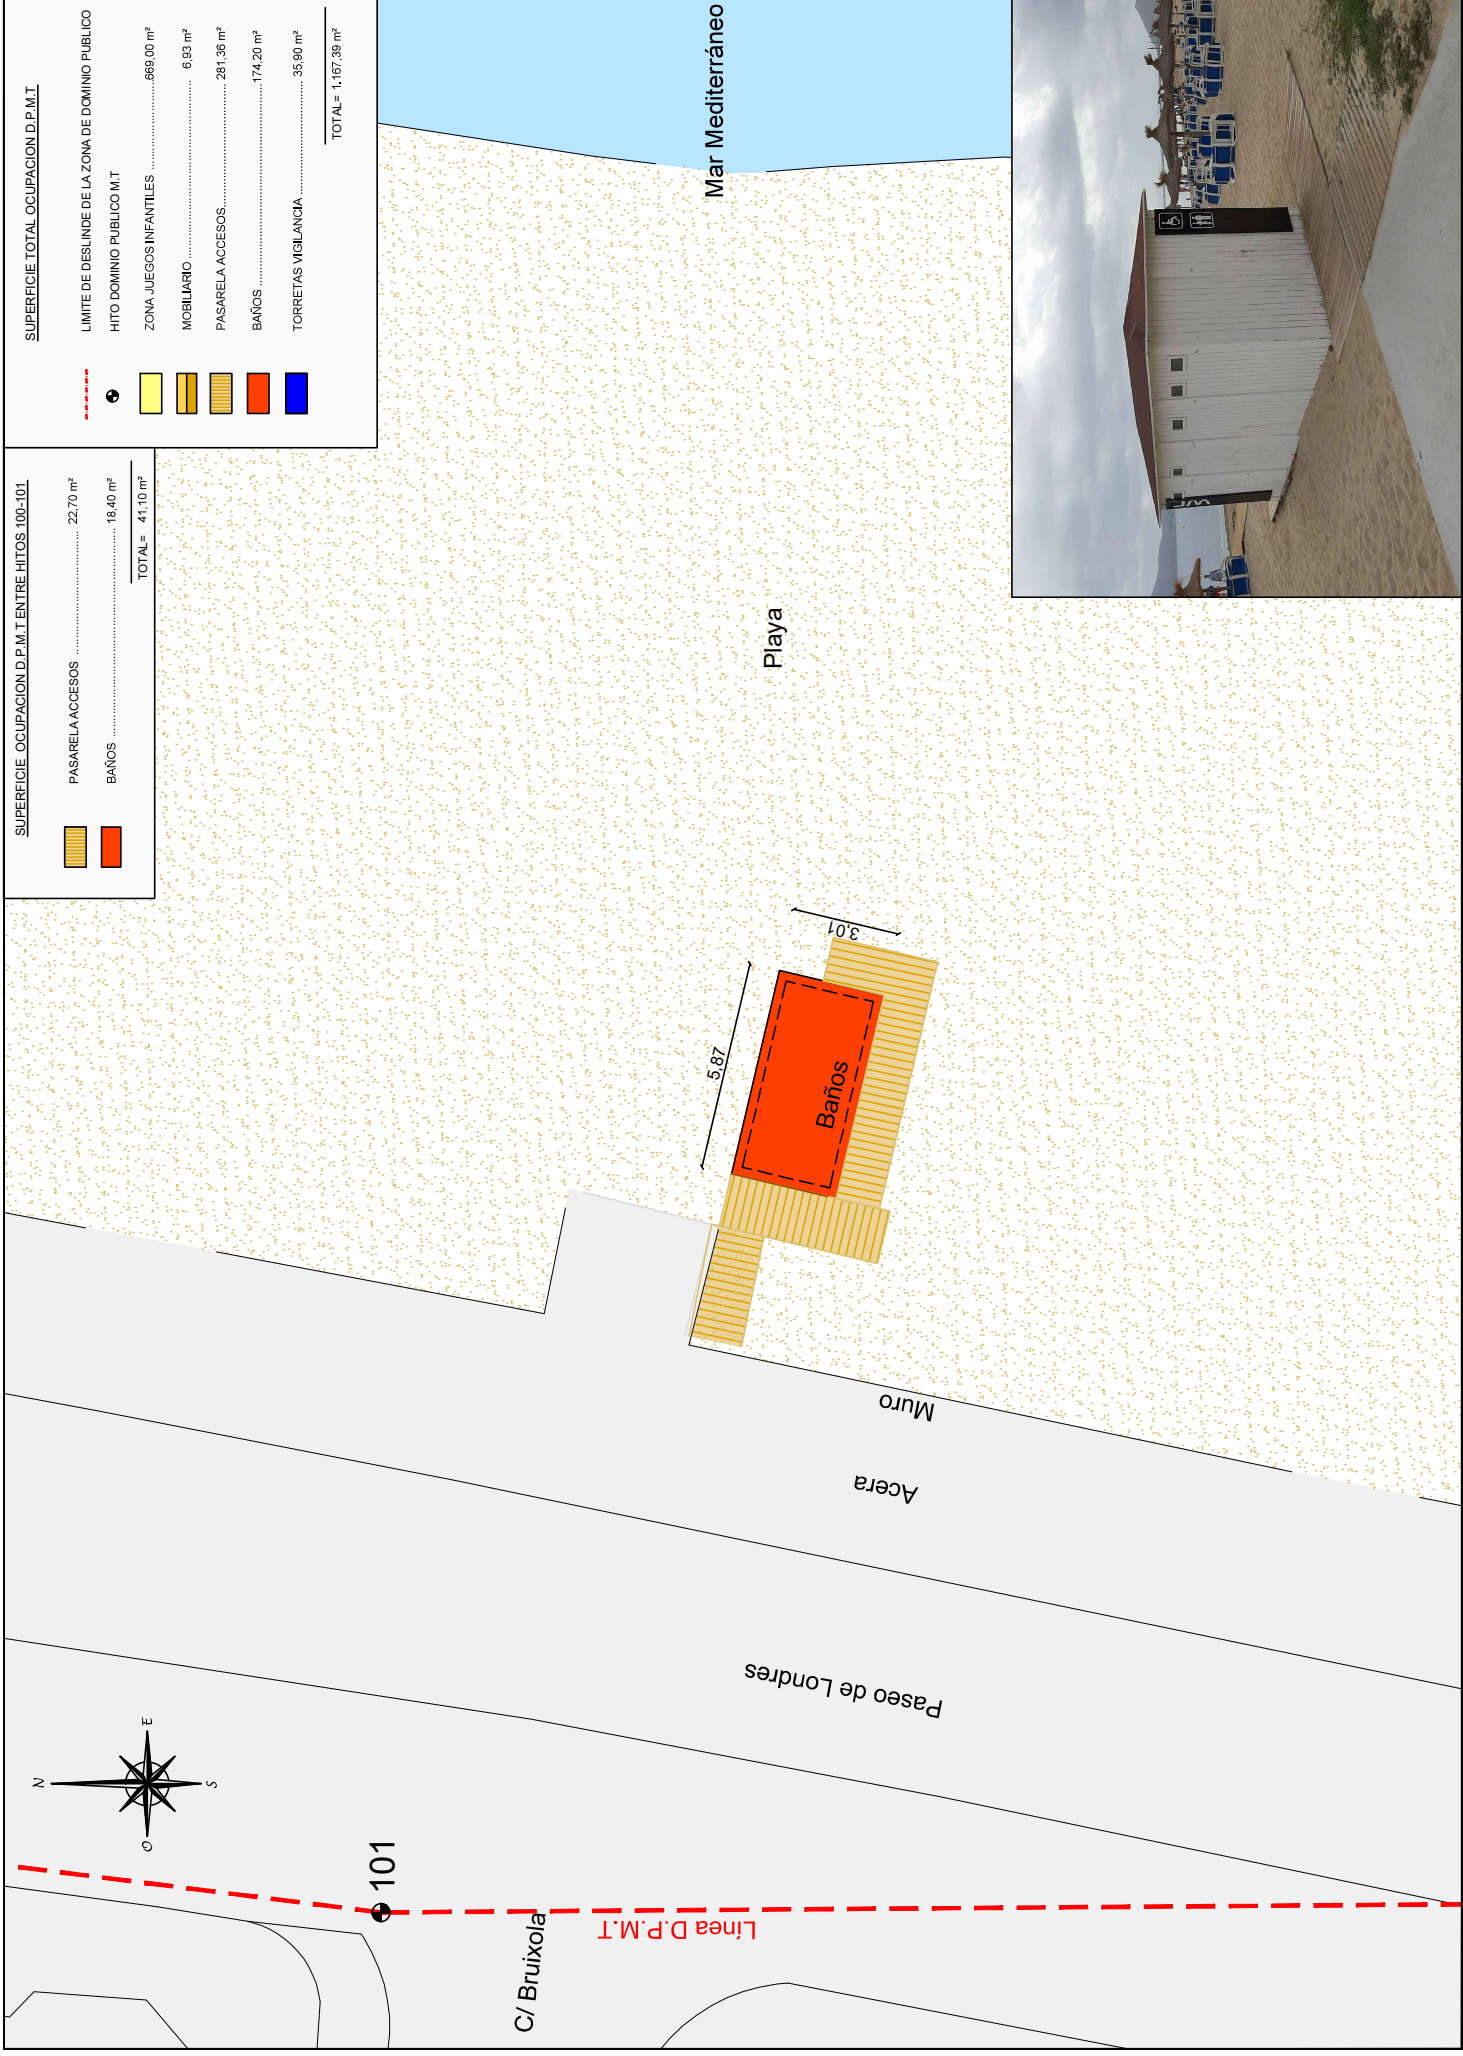 SUPERFICIE OCUPACION D.P.M.T ENTRE HITOS 100-101
PASARELA ACCESOS ........................ 22,70 m²
BAÑOS ........................ 18,40 m²
TOTAL= 41,10 m²
SUPERFICIE TOTAL OCUPACION D.P.M.T
LIMITE DE DESLINDE DE LA ZONA DE DOMINIO PUBLICO
HITO DOMINIO PUBLICO M.T
ZONA JUEGOS INFANTILES ........................ 669,00 m²
MOBILIARIO ........................ 6,93 m²
PASARELA ACCESOS ........................ 281,36 m²
BAÑOS ........................ 174,20 m²
TORRETAS VIGILANCIA ........................ 35,90 m²
TOTAL= 1.167,39 m²
N
O
E
S
101
C/ Bruixola
Línea D.P.M.T
Paseo de Londres
Acera
Muro
5,87
3,01
Baños
Playa
Mar Mediterráneo